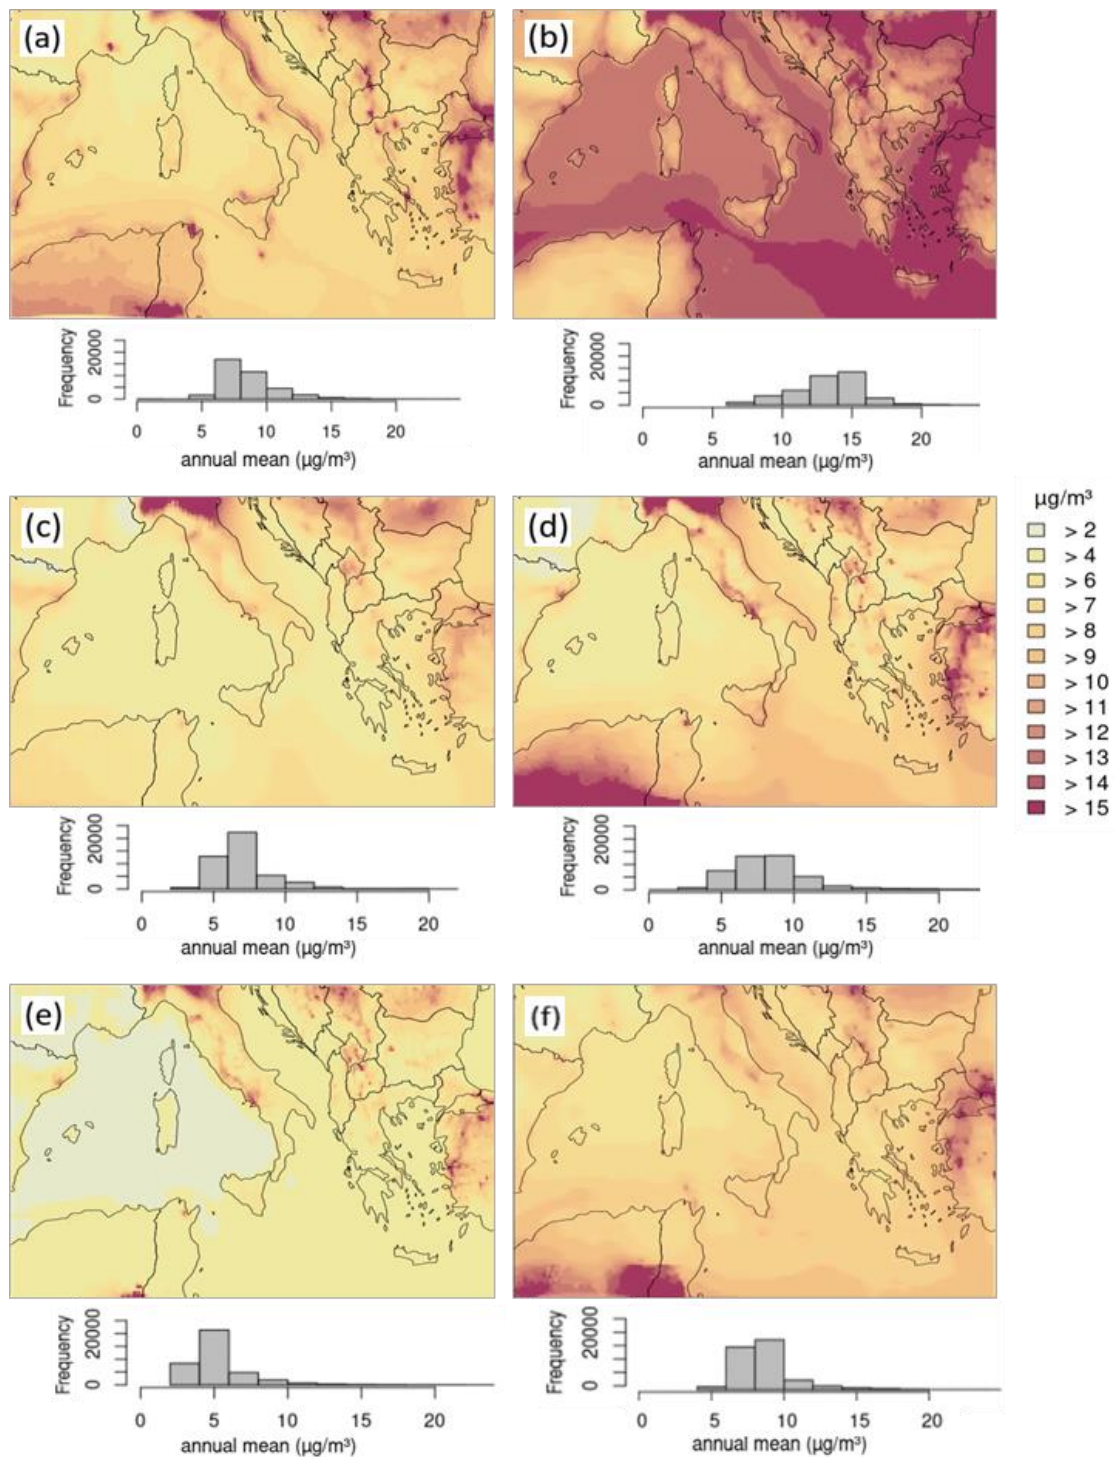 (a)
(b)
Frequency
0 20000
0 5 10 15 20
annual mean (µg/m³)
Frequency
0 20000
0 5 10 15 20
annual mean (µg/m³)
(c)
(d)
µg/m³
> 2
> 4
> 6
> 7
> 8
> 9
> 10
> 11
> 12
> 13
> 14
> 15
Frequency
0 20000
0 5 10 15 20
annual mean (µg/m³)
Frequency
0 20000
0 5 10 15 20
annual mean (µg/m³)
(e)
(f)
Frequency
0 20000
0 5 10 15 20
annual mean (µg/m³)
Frequency
0 20000
0 5 10 15 20
annual mean (µg/m³)